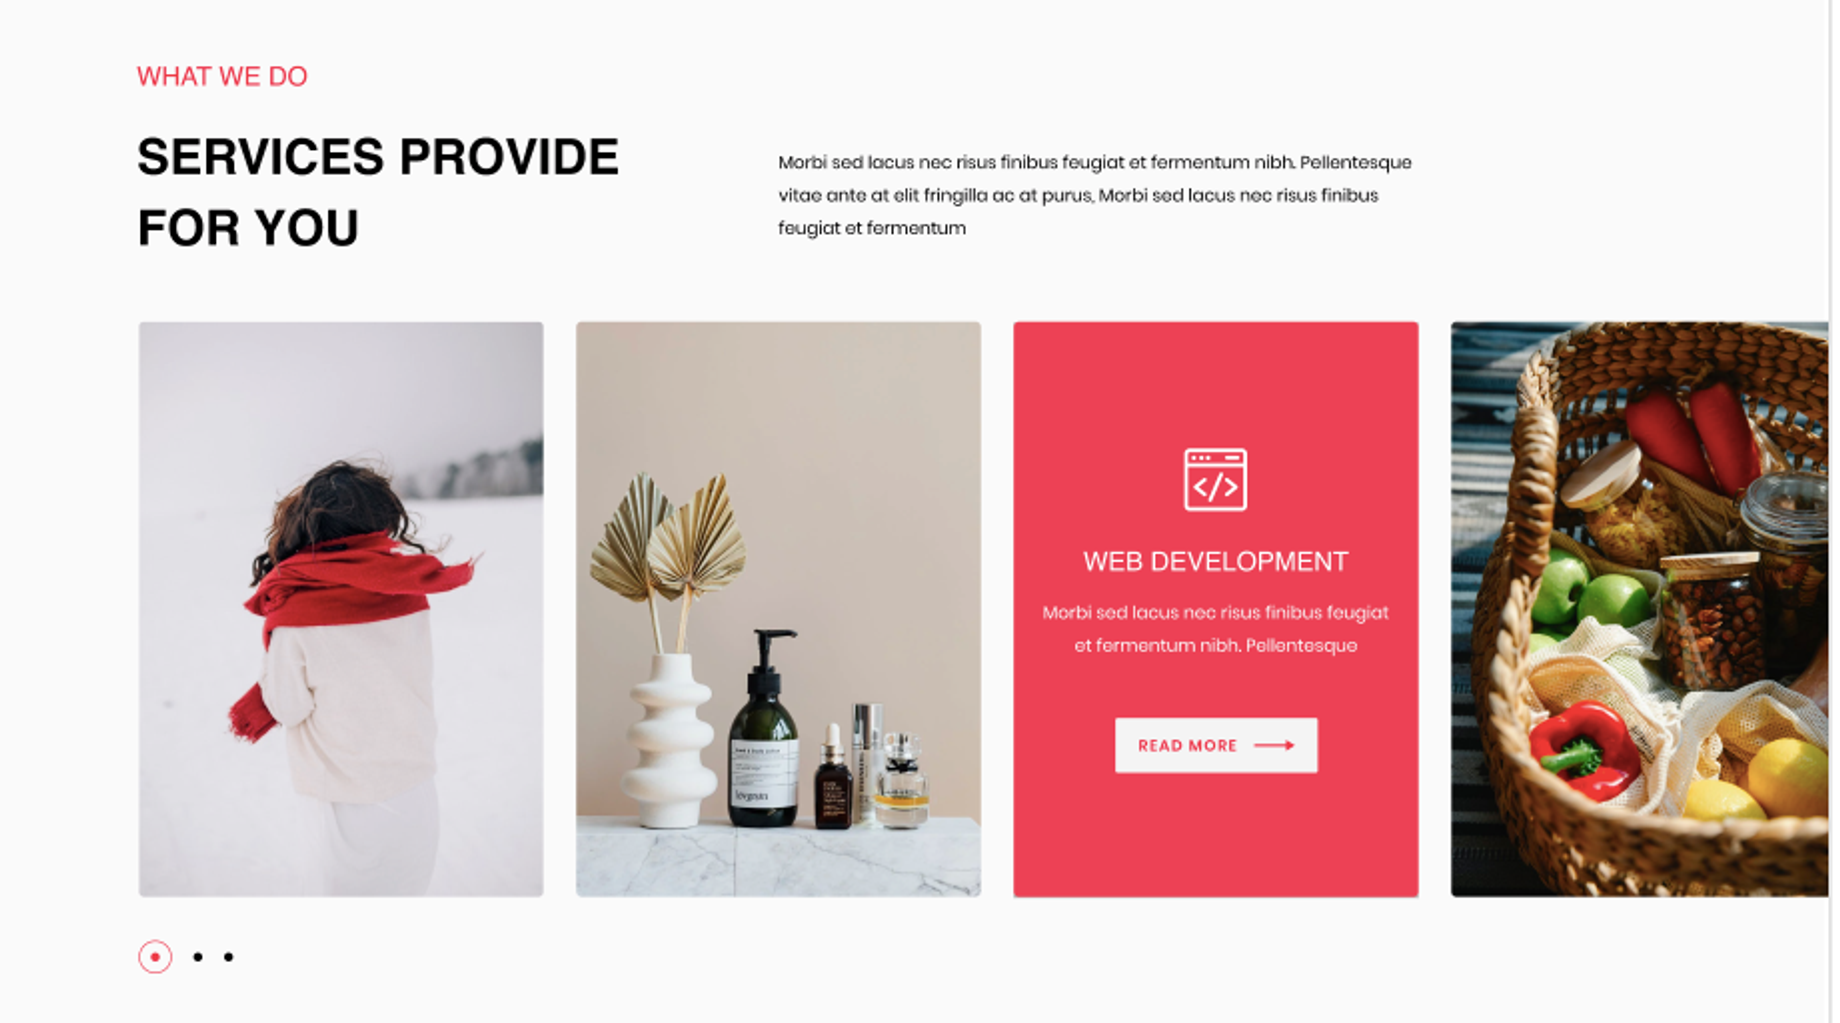 WHAT WE DO
SERVICES PROVIDE
FOR YOU
Morbi sed lacus nec risus finibus feugiat et fermentum nibh. Pellentesque
vitae ante at elit fringilla ac at purus, Morbi sed lacus nec risus finibus
feugiat et fermentum
</>
WEB DEVELOPMENT
Morbi sed lacus nec risus finibus feugiat
et fermentum nibh. Pellentesque
READ MORE